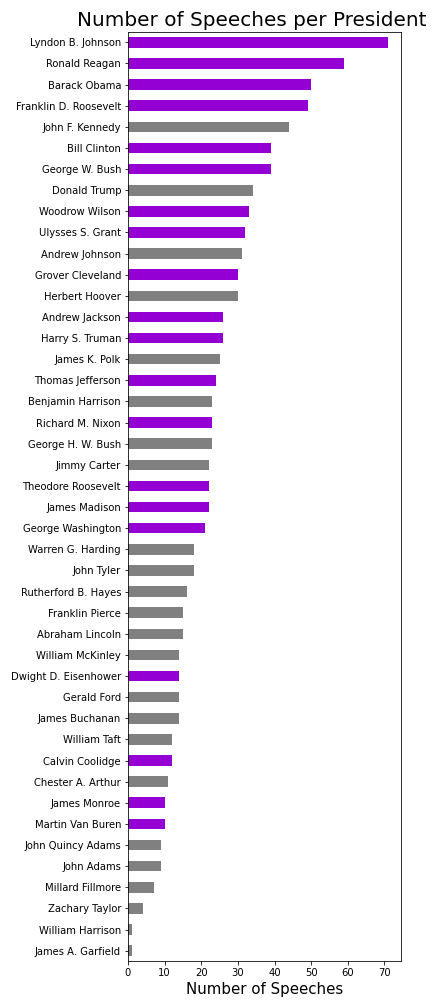 Number of Speeches per President
Lyndon B. Johnson
Ronald Reagan
Barack Obama
Franklin D. Roosevelt
John F. Kennedy
Bill Clinton
George W. Bush
Donald Trump
Woodrow Wilson
Ulysses S. Grant
Andrew Johnson
Grover Cleveland
Herbert Hoover
Andrew Jackson
Harry S. Truman
James K. Polk
Thomas Jefferson
Benjamin Harrison
Richard M. Nixon
George H. W. Bush
Jimmy Carter
Theodore Roosevelt
James Madison
George Washington
Warren G. Harding
John Tyler
Rutherford B. Hayes
Franklin Pierce
Abraham Lincoln
William McKinley
Dwight D. Eisenhower
Gerald Ford
James Buchanan
William Taft
Calvin Coolidge
Chester A. Arthur
James Monroe
Martin Van Buren
John Quincy Adams
John Adams
Millard Fillmore
Zachary Taylor
William Harrison
James A. Garfield
0 10 20 30 40 50 60 70
Number of Speeches